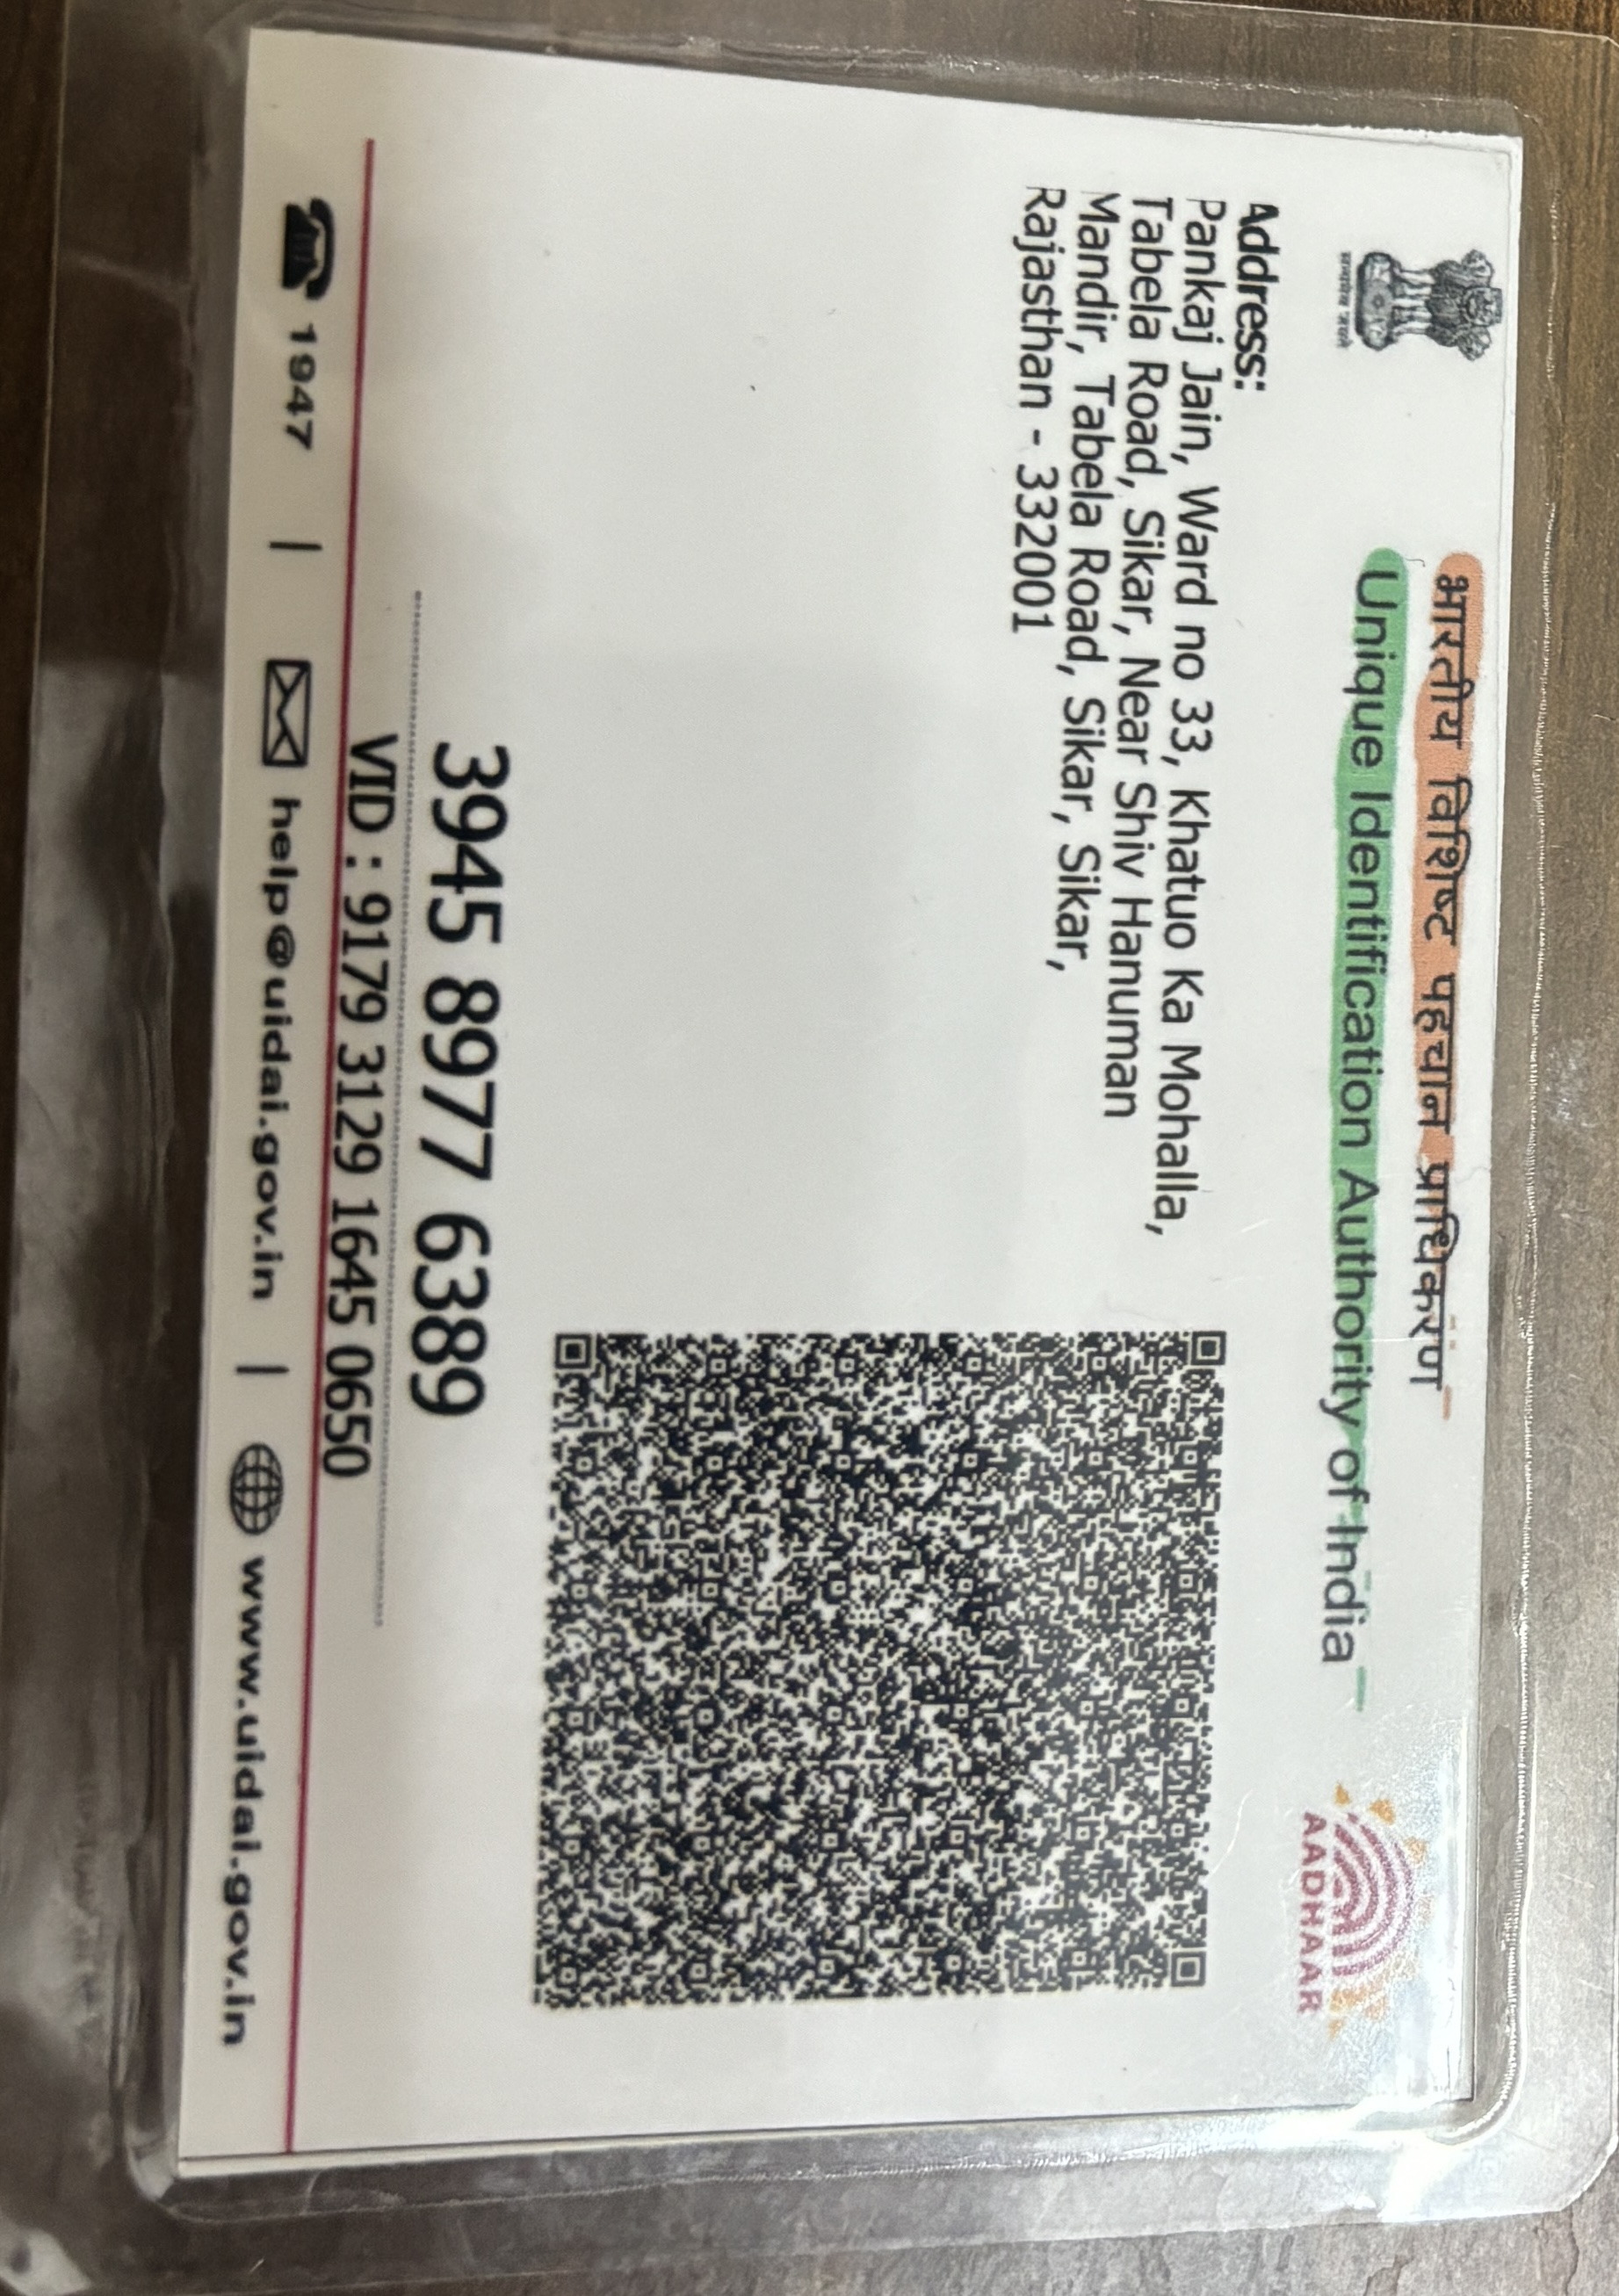 भारतीय विशिष्ट पहचान प्राधिकरण
Unique Identification Authority of India
सत्यमेव जयते
AADHAAR
Address:
Pankaj Jain, Ward no 33, Khatuo Ka Mohalla,
Tabela Road, Sikar, Near Shiv Hanuman
Mandir, Tabela Road, Sikar, Sikar,
Rajasthan - 332001
3945 8977 6389
VID : 9179 3129 1645 0650
1947 | help@uidai.gov.in | www.uidai.gov.in